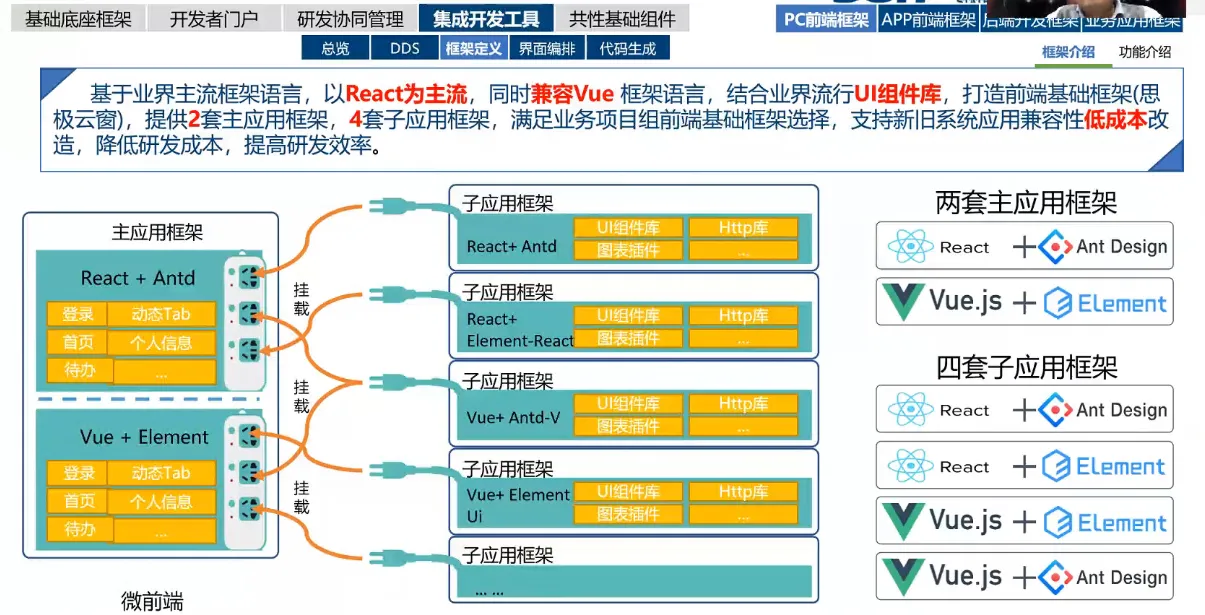 基础底座框架
开发者门户
研发协同管理
集成开发工具
共性基础组件
PC前端框架
APP前端框架
后端开发框架
业务应用框架
总览
DDS
框架定义
界面编排
代码生成
框架介绍
功能介绍
基于业界主流框架语言，以React为主流，同时兼容Vue 框架语言，结合业界流行UI组件库，打造前端基础框架(思
极云窗)，提供2套主应用框架，4套子应用框架，满足业务项目组前端基础框架选择，支持新旧系统应用兼容性低成本改
造，降低研发成本，提高研发效率。
主应用框架
React + Antd
登录
动态Tab
首页
个人信息
待办
...
Vue + Element
登录
动态Tab
首页
个人信息
待办
...
微前端
挂
载
挂
载
挂
载
子应用框架
React+ Antd
UI组件库
Http库
图表插件
...
子应用框架
React+
Element-React
UI组件库
Http库
图表插件
...
子应用框架
Vue+ Antd-V
UI组件库
Http库
图表插件
...
子应用框架
Vue+ Element
Ui
UI组件库
Http库
图表插件
...
子应用框架
... ...
两套主应用框架
React + Ant Design
Vue.js + Element
四套子应用框架
React + Ant Design
React + Element
Vue.js + Element
Vue.js + Ant Design